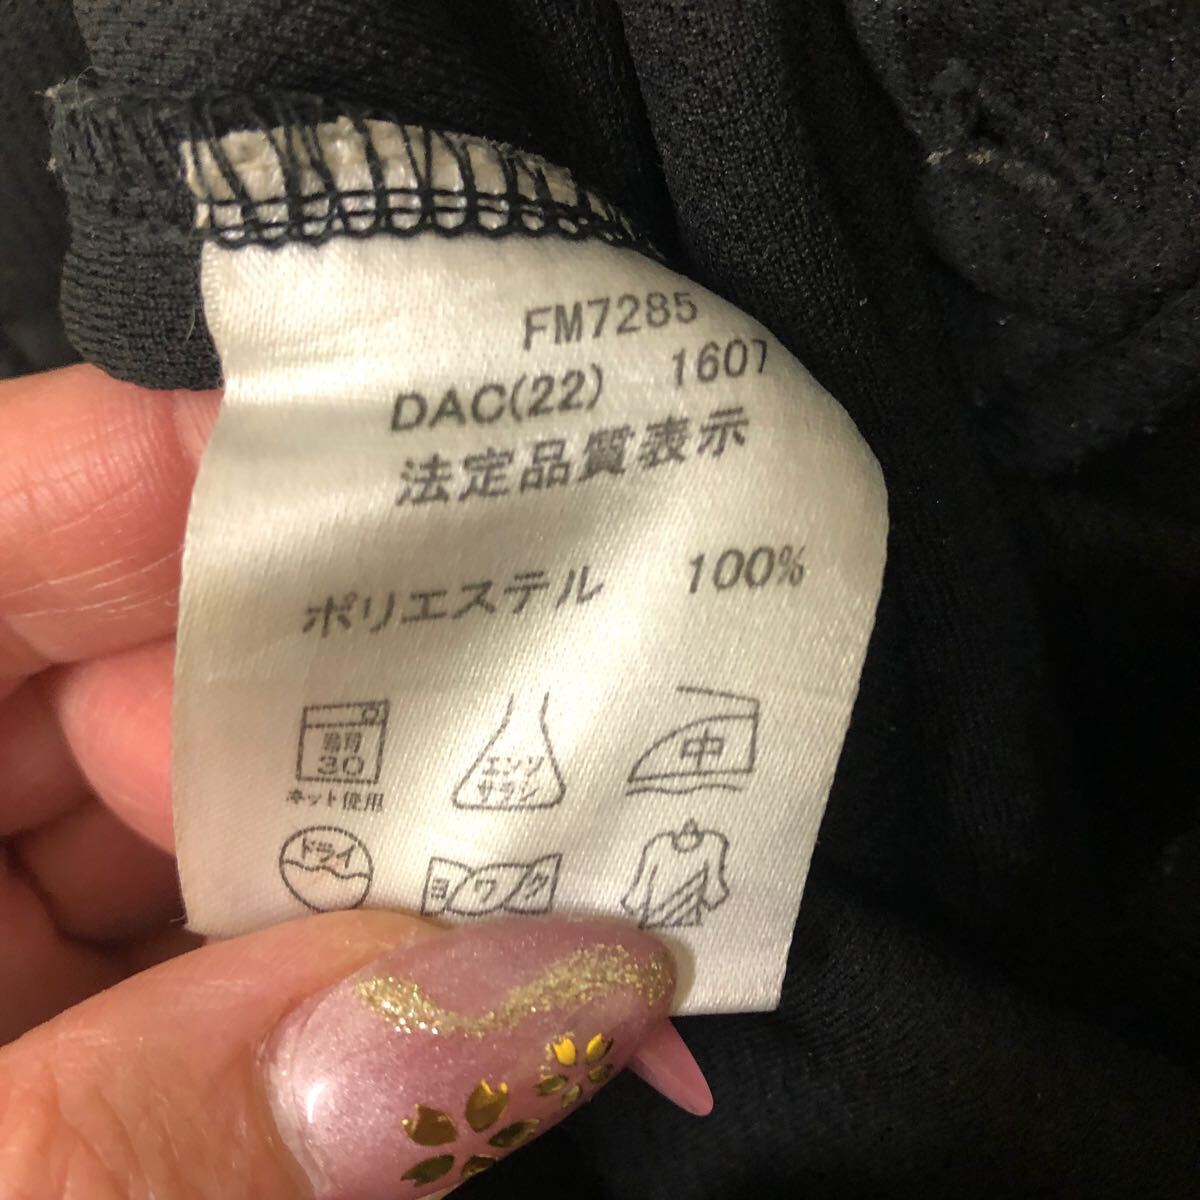 FM7285
DAC(22) 1607
法定品質表示
ポリエステル 100%
弱
30
ネット使用
エンソ
サラシ
中
ドライ
ヨワク